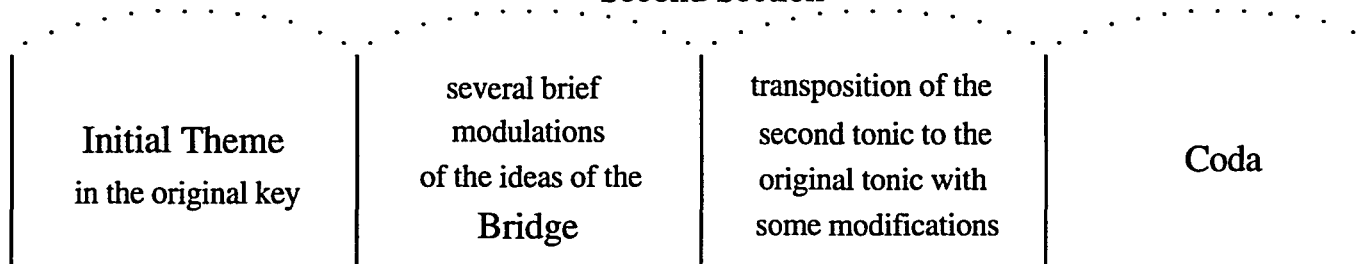 Initial Theme
in the original key
several brief
modulations
of the ideas of the
Bridge
transposition of the
second tonic to the
original tonic with
some modifications
Coda